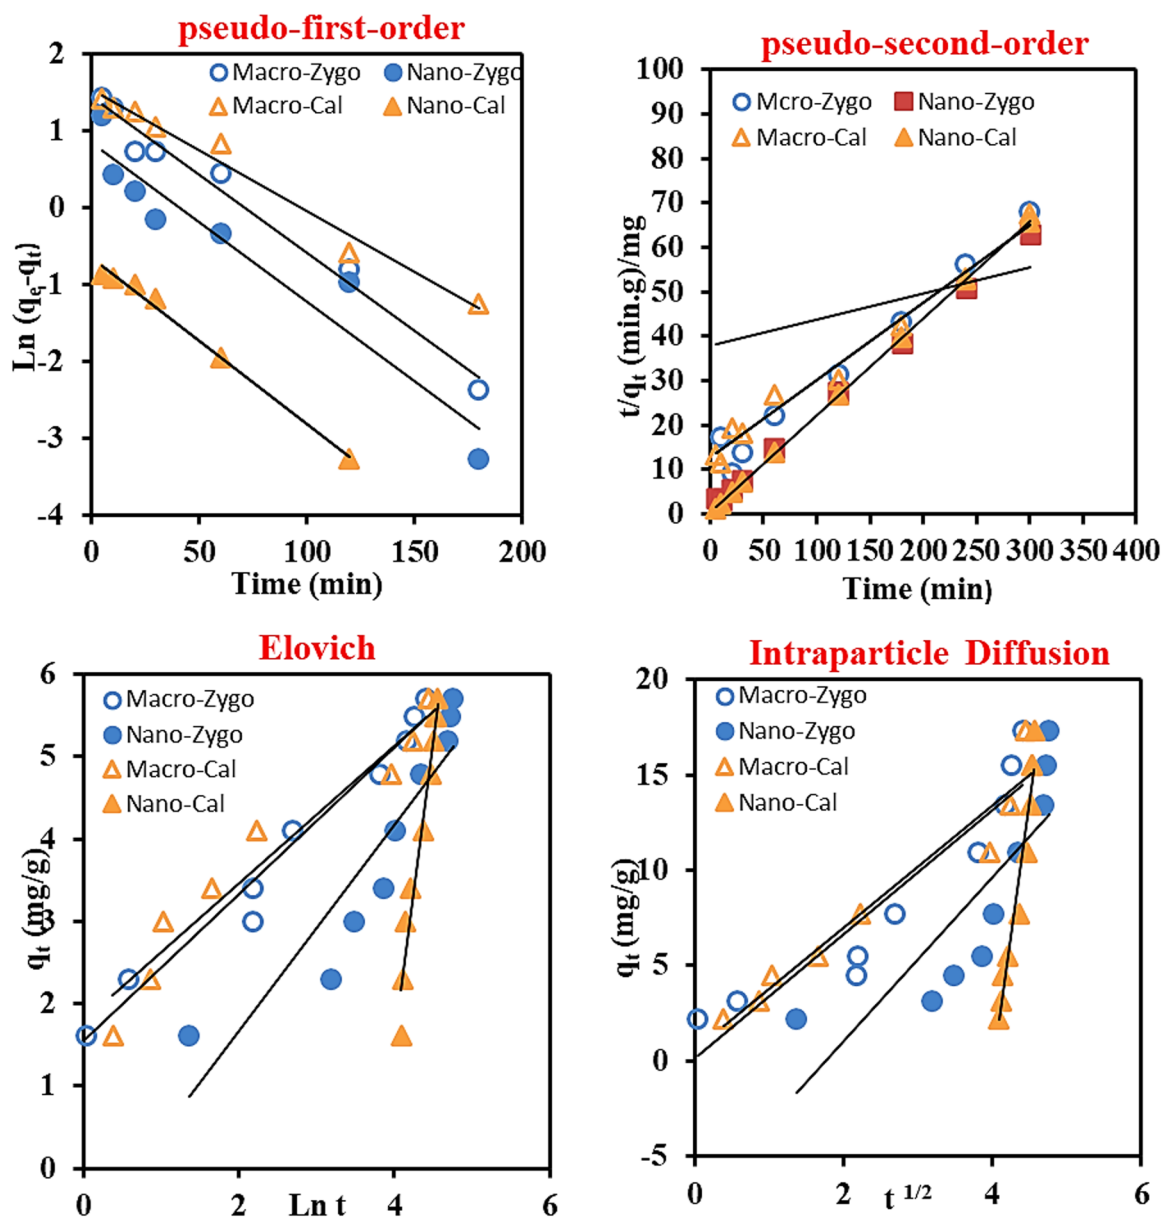 pseudo-first-order
2
1
0
-1
-2
-3
-4
Ln (qe-qt)
Macro-Zygo
Nano-Zygo
Macro-Cal
Nano-Cal
0 50 100 150 200
Time (min)
pseudo-second-order
100
90
80
70
60
50
40
30
20
10
0
t/qt (min.g)/mg
Mcro-Zygo
Nano-Zygo
Macro-Cal
Nano-Cal
0 50 100 150 200 250 300 350 400
Time (min)
Elovich
6
5
4
3
2
1
0
qt (mg/g)
Macro-Zygo
Nano-Zygo
Macro-Cal
Nano-Cal
0 2 4 6
Ln t
Intraparticle Diffusion
20
15
10
5
0
-5
qt (mg/g)
Macro-Zygo
Nano-Zygo
Macro-Cal
Nano-Cal
0 2 4 6
t 1/2